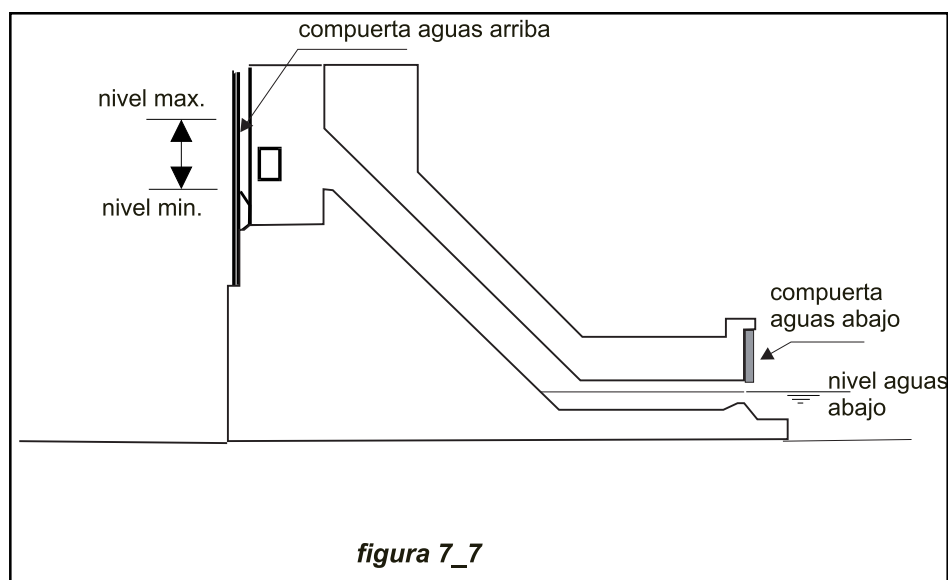 compuerta aguas arriba
nivel max.
nivel min.
compuerta
aguas abajo
nivel aguas
abajo
figura 7_7